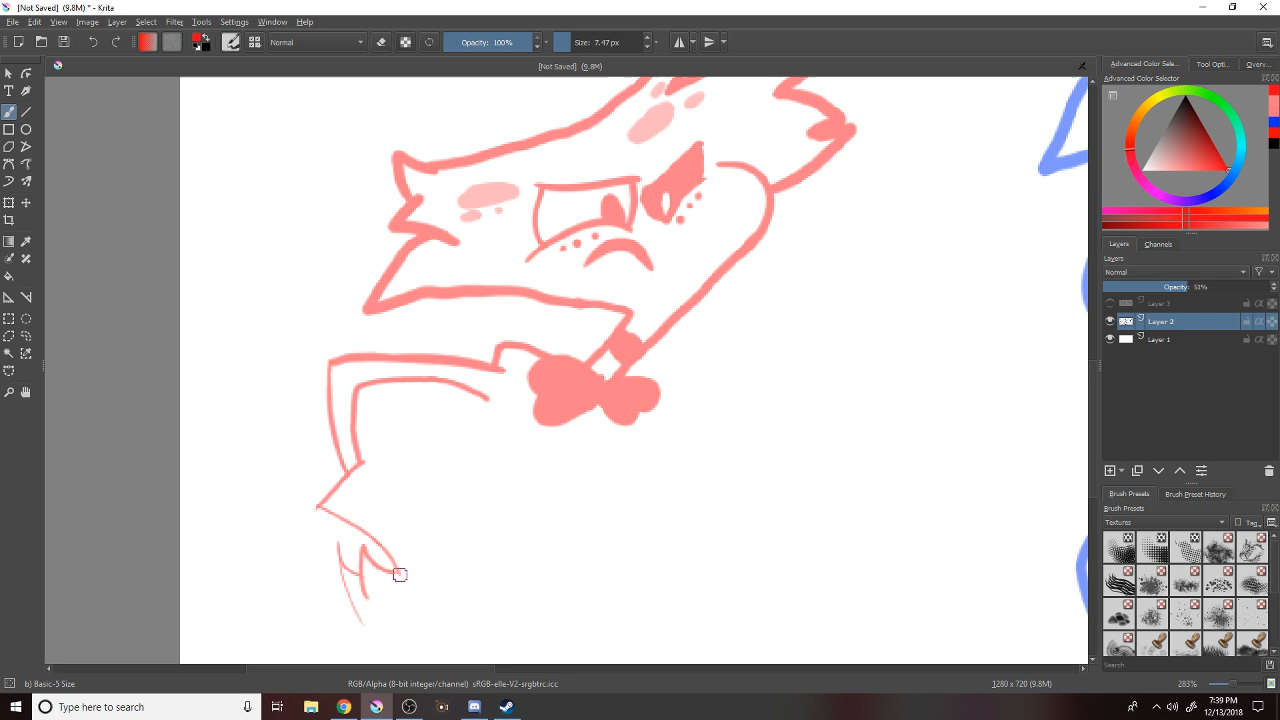 [Not Saved] (9.8M) * - Krita
File Edit View Image Layer Select Filter Tools Settings Window Help
Normal Opacity: 100% Size: 7.47 px
[Not Saved] (9.8M)
Advanced Color Sele... Tool Opti... Overv...
Advanced Color Selector
Layers Channels
Layers
Normal
Opacity: 51%
Layer 3
Layer 2
Layer 1
Brush Presets Brush Preset History
Brush Presets
Textures Tag
Search
b) Basic-5 Size RGB/Alpha (8-bit integer/channel) sRGB-elle-V2-srgbtrc.icc 1280 x 720 (9.8M) 283%
Type here to search
7:39 PM
12/13/2018